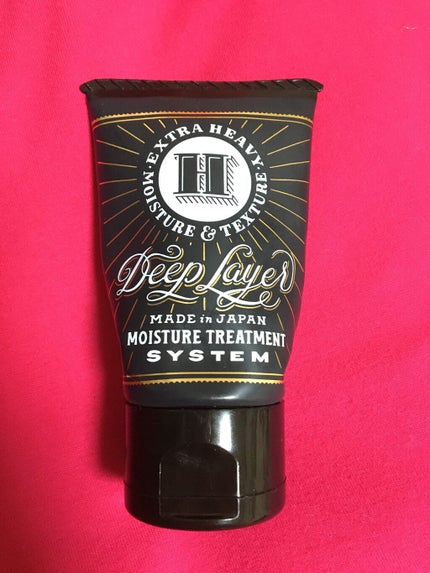 EXTRA HEAVY
H
MOISTURE & TEXTURE
Deep Layer
MADE in JAPAN
MOISTURE TREATMENT
SYSTEM